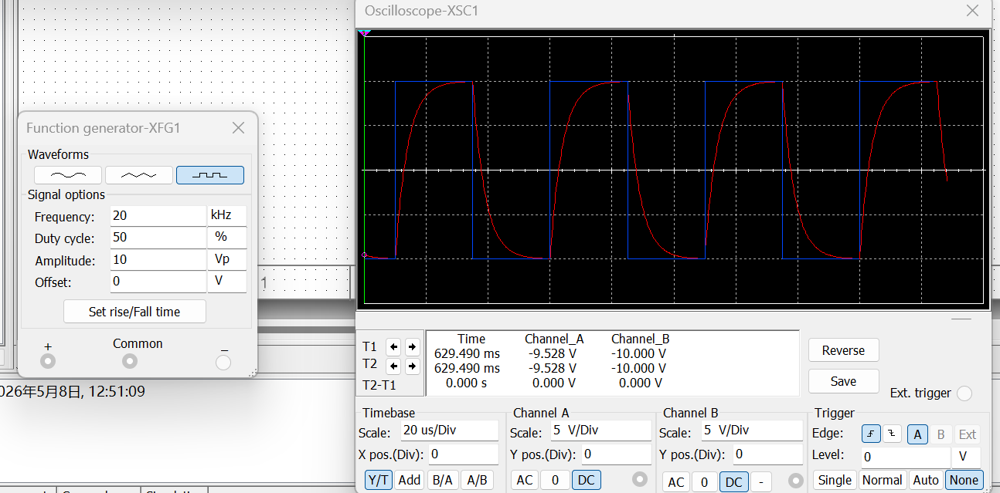 Oscilloscope-XSC1
Function generator-XFG1
Waveforms
Signal options
Frequency: 20 kHz
Duty cycle: 50 %
Amplitude: 10 Vp
Offset: 0 V
Set rise/Fall time
+ Common −
1
026年5月8日, 12:51:09
Time Channel_A Channel_B
T1 629.490 ms -9.528 V -10.000 V
T2 629.490 ms -9.528 V -10.000 V
T2-T1 0.000 s 0.000 V 0.000 V
Reverse
Save
Ext. trigger
Timebase
Scale: 20 us/Div
X pos.(Div): 0
Y/T Add B/A A/B
Channel A
Scale: 5 V/Div
Y pos.(Div): 0
AC 0 DC
Channel B
Scale: 5 V/Div
Y pos.(Div): 0
AC 0 DC -
Trigger
Edge: A B Ext
Level: 0 V
Single Normal Auto None